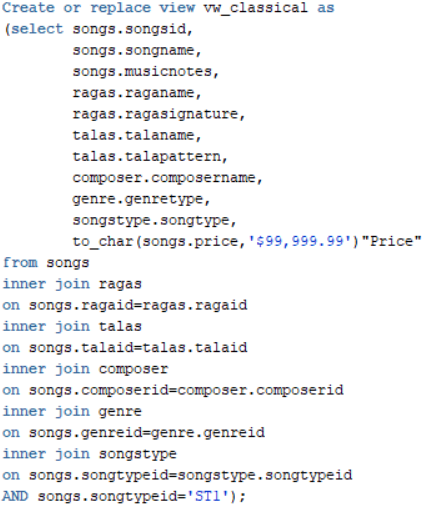 Create or replace view vw_classical as
(select songs.songsid,
songs.songname,
songs.musicnotes,
ragas.raganame,
ragas.ragasignature,
talas.talaname,
talas.talapattern,
composer.composername,
genre.genretype,
songstype.songtype,
to_char(songs.price,'$99,999.99')"Price"
from songs
inner join ragas
on songs.ragaid=ragas.ragaid
inner join talas
on songs.talaid=talas.talaid
inner join composer
on songs.composerid=composer.composerid
inner join genre
on songs.genreid=genre.genreid
inner join songstype
on songs.songtypeid=songstype.songtypeid
AND songs.songtypeid='ST1');